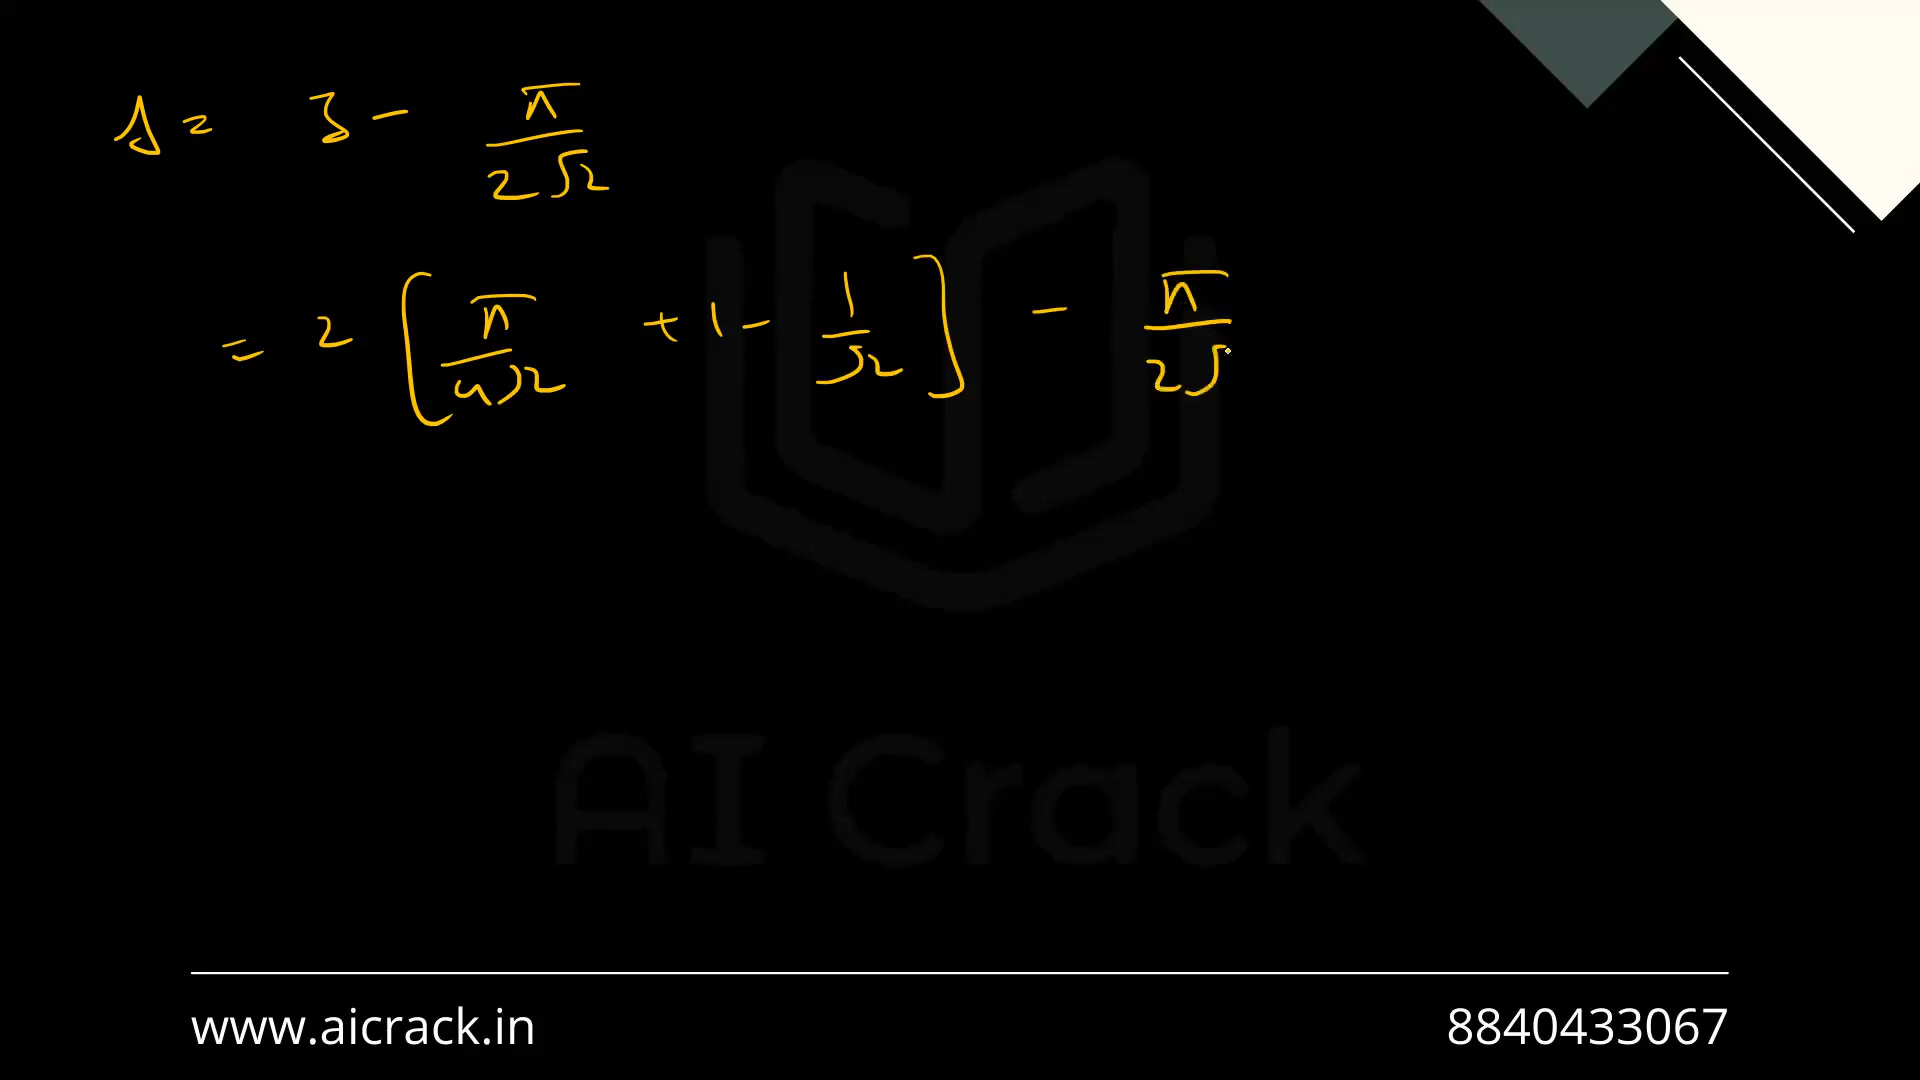 s = 3 - π/(2√2)
= 2 [π/(4√2) + 1 - 1/√2] - π/(2√
AI Crack
www.aicrack.in
8840433067